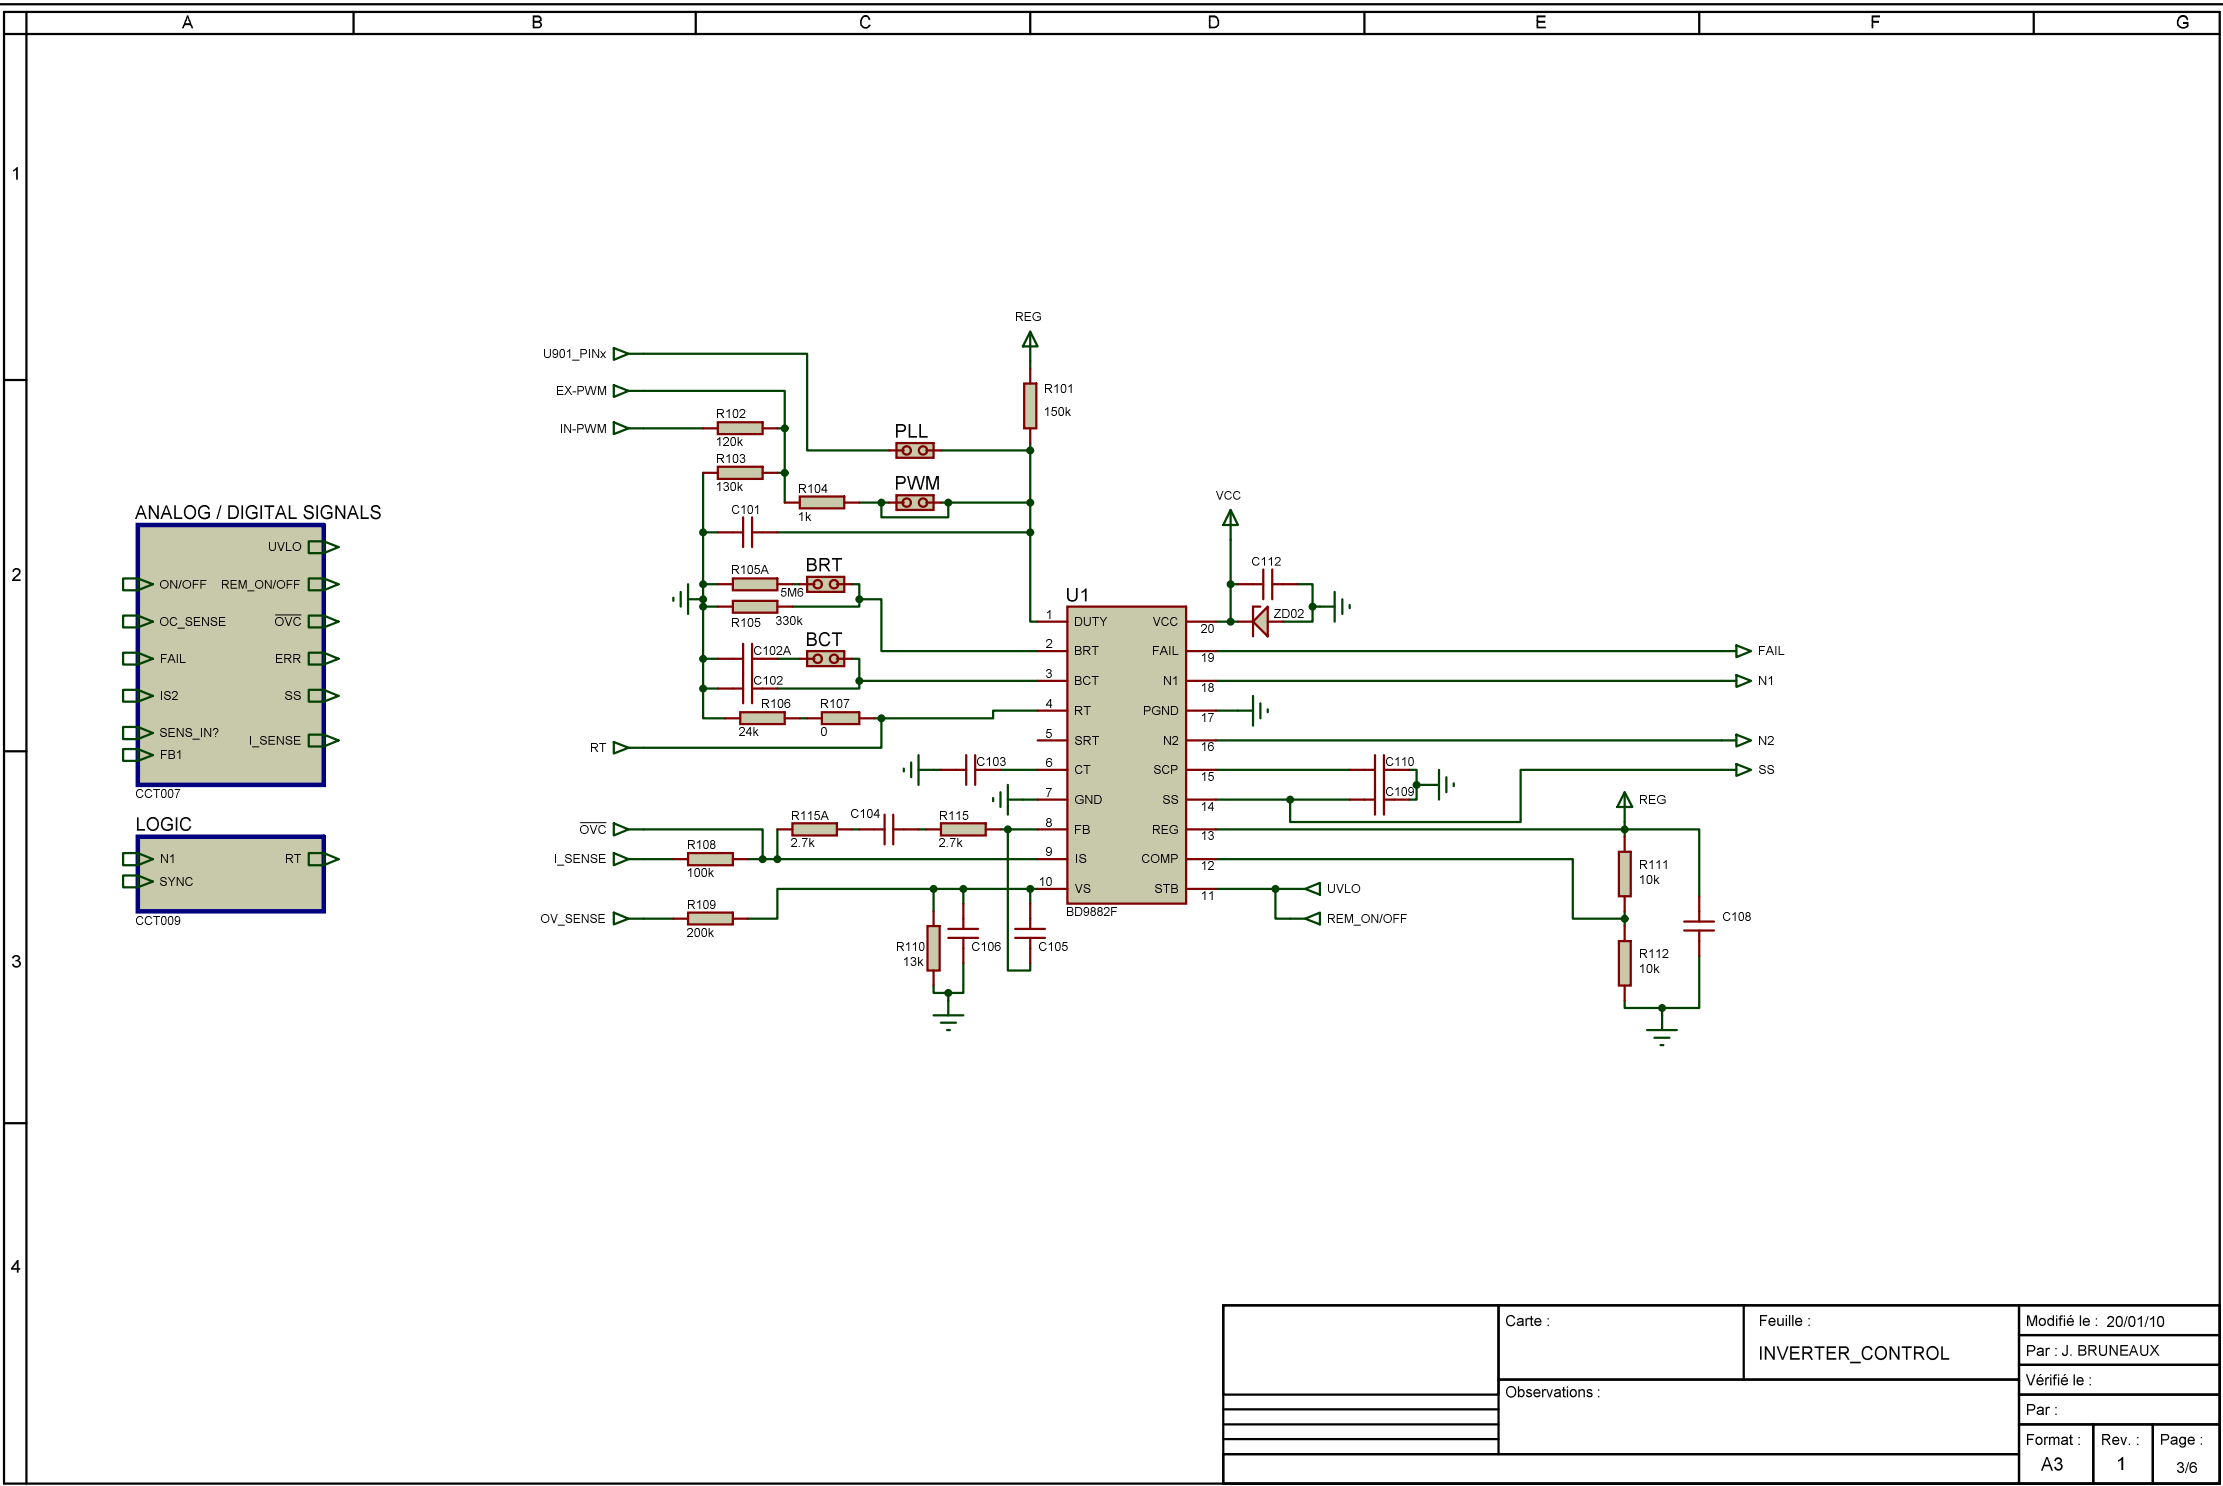 A B C D E F G
1
2
3
4
REG
U901_PINx
EX-PWM
IN-PWM
R101
150k
R102
120k
PLL
R103
130k
PWM
R104
1k
C101
VCC
BRT
R105A
5M6
R105
330k
BCT
C102A
C102
R106
24k
R107
0
RT
C103
C112
ZD02
U1
1 DUTY VCC 20
2 BRT FAIL 19
3 BCT N1 18
4 RT PGND 17
5 SRT N2 16
6 CT SCP 15
7 GND SS 14
8 FB REG 13
9 IS COMP 12
10 VS STB 11
BD9882F
FAIL
N1
N2
SS
C110
C109
REG
R111
10k
R112
10k
C108
UVLO
REM_ON/OFF
OVC
I_SENSE
OV_SENSE
R115A
2.7k
C104
R115
2.7k
R108
100k
R109
200k
R110
13k
C106
C105
ANALOG / DIGITAL SIGNALS
UVLO
ON/OFF REM_ON/OFF
OC_SENSE OVC
FAIL ERR
IS2 SS
SENS_IN? I_SENSE
FB1
CCT007
LOGIC
N1 RT
SYNC
CCT009
Carte :
Feuille :
INVERTER_CONTROL
Observations :
Modifié le : 20/01/10
Par : J. BRUNEAUX
Vérifié le :
Par :
Format : Rev. : Page :
A3 1 3/6